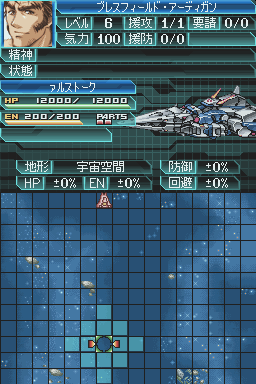 ブレスフィールド・アーディガン
レベル 6 援攻 1/1 要請 0/0
気力 100 援防 0/0
精神
状態
ァルストーク
HP 12000/ 12000
EN 200/200 PARTS
地形 宇宙空間 防御 ±0%
HP ±0% EN ±0% 回避 ±0%